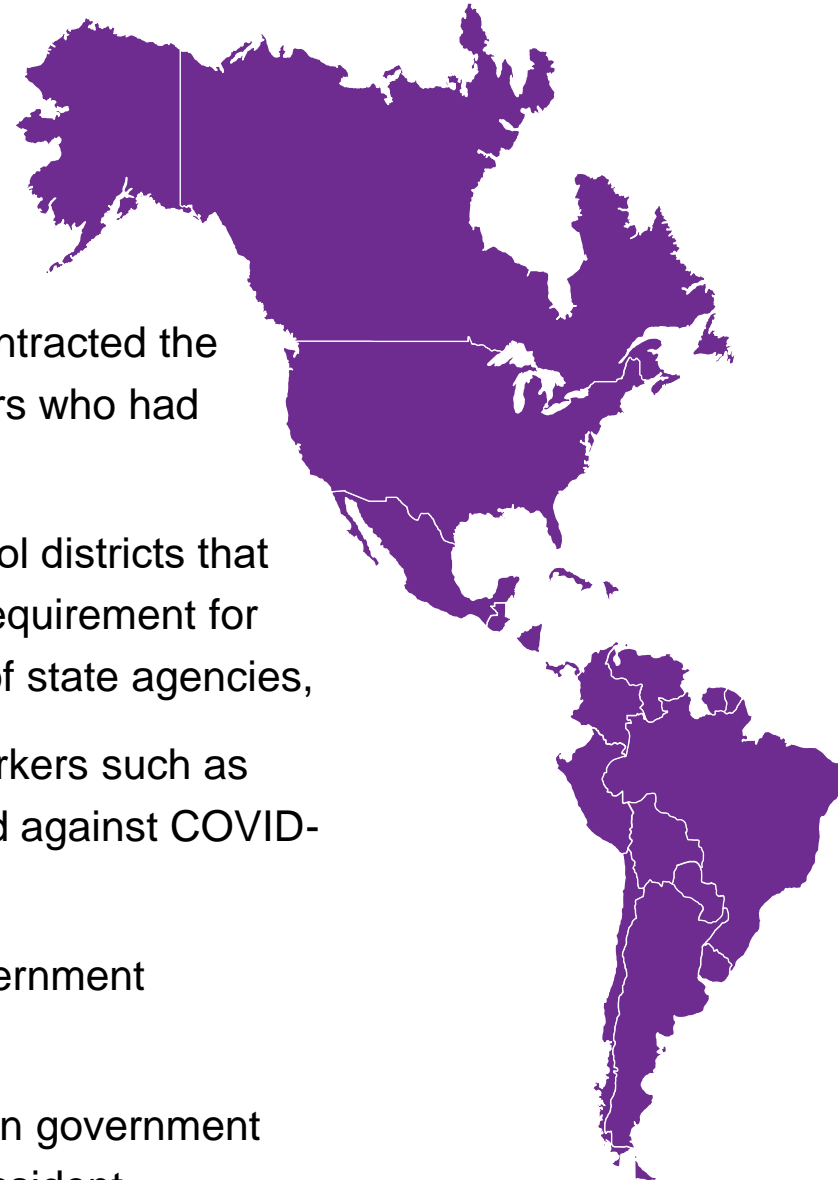 ntracted the
rs who had
ol districts that
equirement for
of state agencies,
rkers such as
d against COVID-
ernment
n government